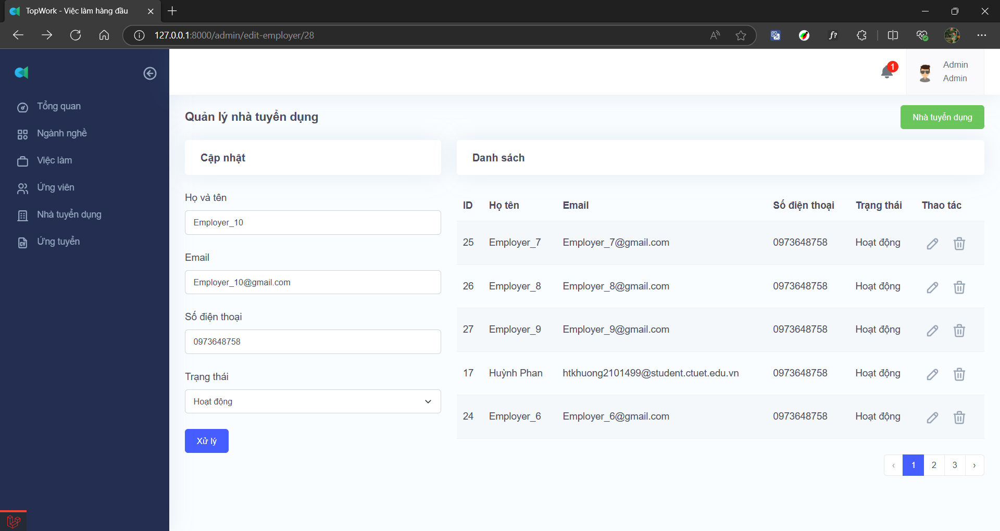 TopWork - Việc làm hàng đầu
127.0.0.1:8000/admin/edit-employer/28
1
Admin
Admin
Tổng quan
Ngành nghề
Việc làm
Ứng viên
Nhà tuyển dụng
CV Ứng tuyển
Quản lý nhà tuyển dụng
Nhà tuyển dụng
Cập nhật
Họ và tên
Employer_10
Email
Employer_10@gmail.com
Số điện thoại
0973648758
Trạng thái
Hoạt động
Xử lý
Danh sách
ID Họ tên Email Số điện thoại Trạng thái Thao tác
25 Employer_7 Employer_7@gmail.com 0973648758 Hoạt động
26 Employer_8 Employer_8@gmail.com 0973648758 Hoạt động
27 Employer_9 Employer_9@gmail.com 0973648758 Hoạt động
17 Huỳnh Phan htkhuong2101499@student.ctuet.edu.vn 0973648758 Hoạt động
24 Employer_6 Employer_6@gmail.com 0973648758 Hoạt động
‹ 1 2 3 ›